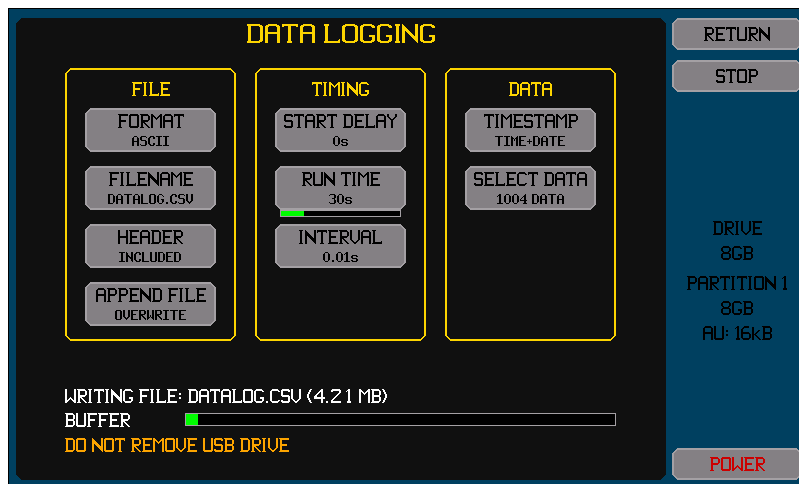 DATA LOGGING
FILE
FORMAT
ASCII
FILENAME
DATALOG.CSV
HEADER
INCLUDED
APPEND FILE
OVERWRITE
TIMING
START DELAY
0s
RUN TIME
30s
INTERVAL
0.01s
DATA
TIMESTAMP
TIME+DATE
SELECT DATA
1004 DATA
WRITING FILE: DATALOG.CSV (4.21 MB)
BUFFER
DO NOT REMOVE USB DRIVE
RETURN
STOP
DRIVE
8GB
PARTITION 1
8GB
AU: 16kB
POWER